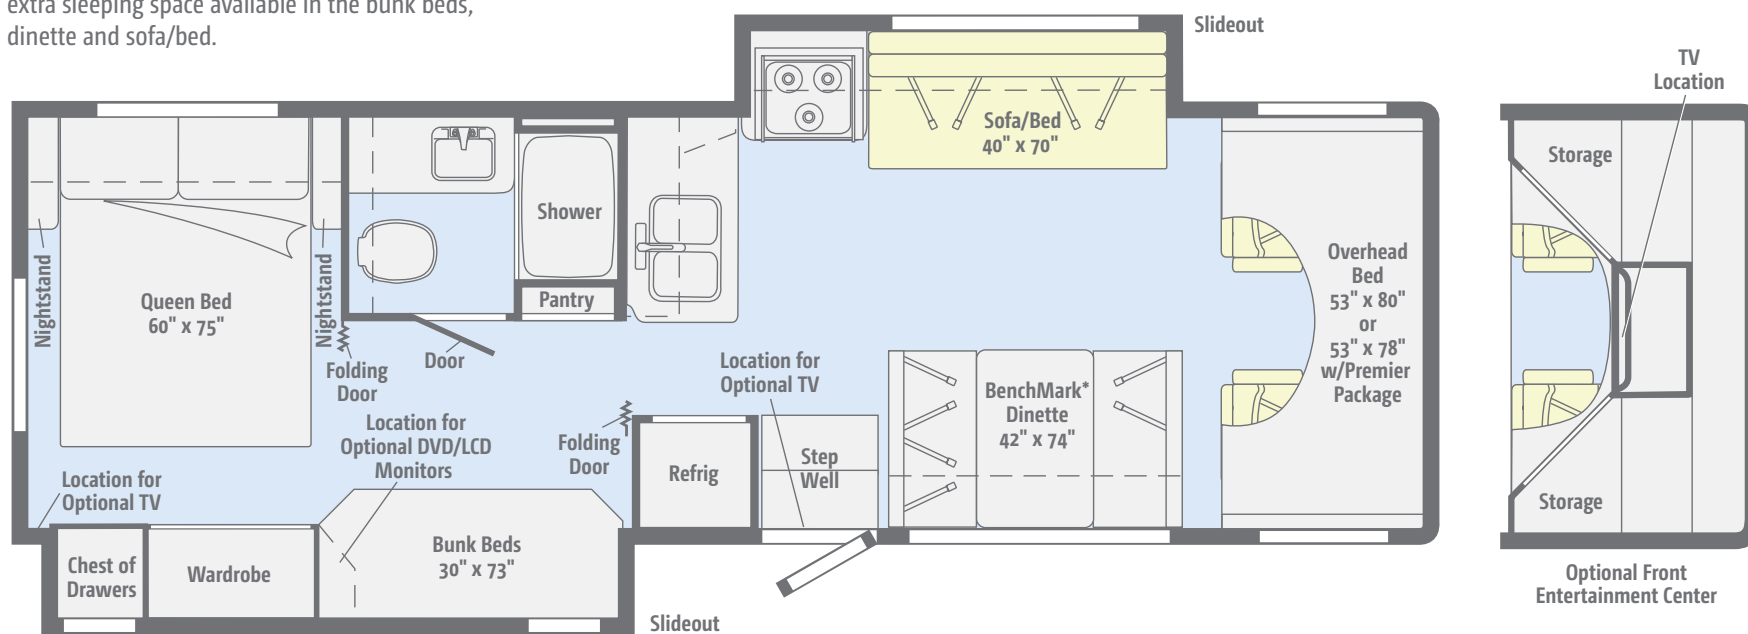 extra sleeping space available in the bunk beds,
dinette and sofa/bed.
Slideout
TV
Location
Sofa/Bed
40" x 70"
Storage
Shower
Overhead
Bed
53" x 80"
or
53" x 78"
w/Premier
Package
Nightstand
Queen Bed
60" x 75"
Nightstand
Pantry
Folding
Door
Door
Location for
Optional TV
BenchMark*
Dinette
42" x 74"
Location for
Optional DVD/LCD
Monitors
Folding
Door
Refrig
Step
Well
Location for
Optional TV
Storage
Chest of
Drawers
Wardrobe
Bunk Beds
30" x 73"
Optional Front
Entertainment Center
Slideout